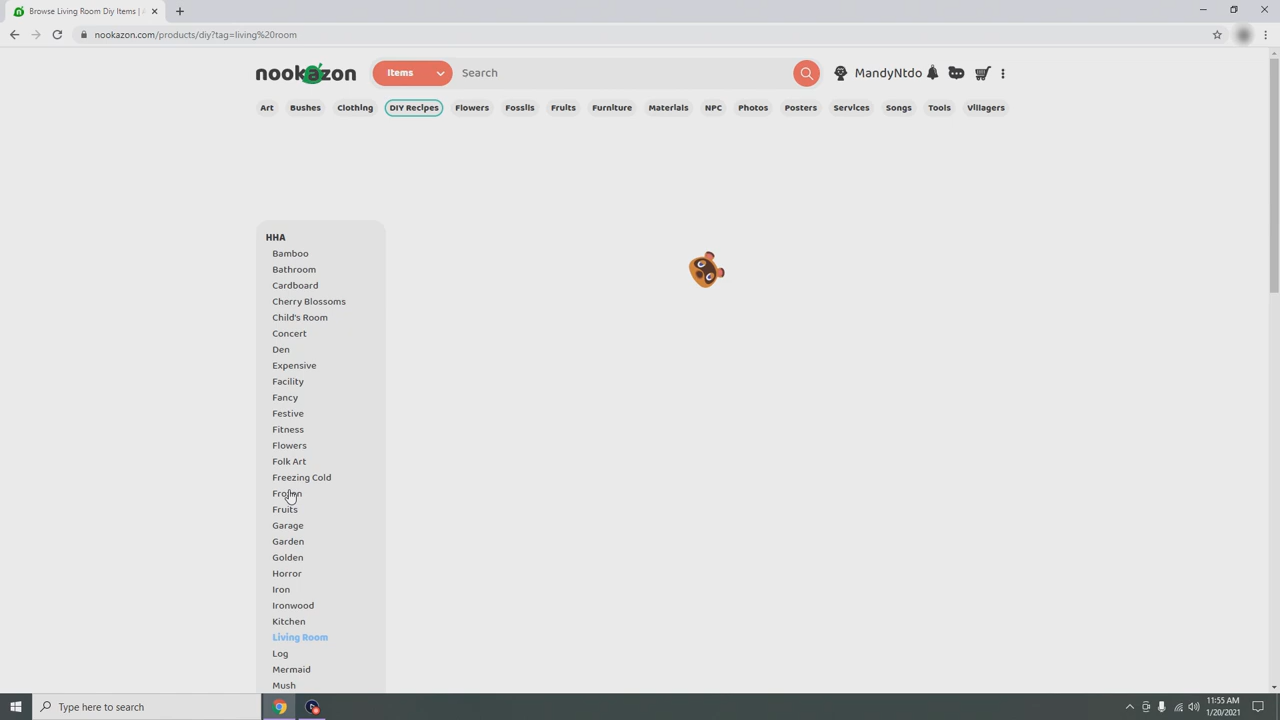 Browse Living Room Diy Items |
nookazon.com/products/diy?tag=living%20room
nookazon
Items
Search
MandyNtdo
Art
Bushes
Clothing
DIY Recipes
Flowers
Fossils
Fruits
Furniture
Materials
NPC
Photos
Posters
Services
Songs
Tools
Villagers
HHA
Bamboo
Bathroom
Cardboard
Cherry Blossoms
Child's Room
Concert
Den
Expensive
Facility
Fancy
Festive
Fitness
Flowers
Folk Art
Freezing Cold
Frozen
Fruits
Garage
Garden
Golden
Horror
Iron
Ironwood
Kitchen
Living Room
Log
Mermaid
Mush
Type here to search
11:55 AM
1/20/2021